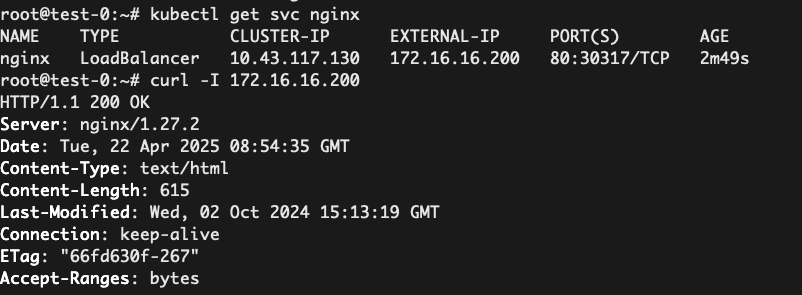 root@test-0:~# kubectl get svc nginx
NAME    TYPE           CLUSTER-IP      EXTERNAL-IP     PORT(S)        AGE
nginx   LoadBalancer   10.43.117.130   172.16.16.200   80:30317/TCP   2m49s
root@test-0:~# curl -I 172.16.16.200
HTTP/1.1 200 OK
Server: nginx/1.27.2
Date: Tue, 22 Apr 2025 08:54:35 GMT
Content-Type: text/html
Content-Length: 615
Last-Modified: Wed, 02 Oct 2024 15:13:19 GMT
Connection: keep-alive
ETag: "66fd630f-267"
Accept-Ranges: bytes